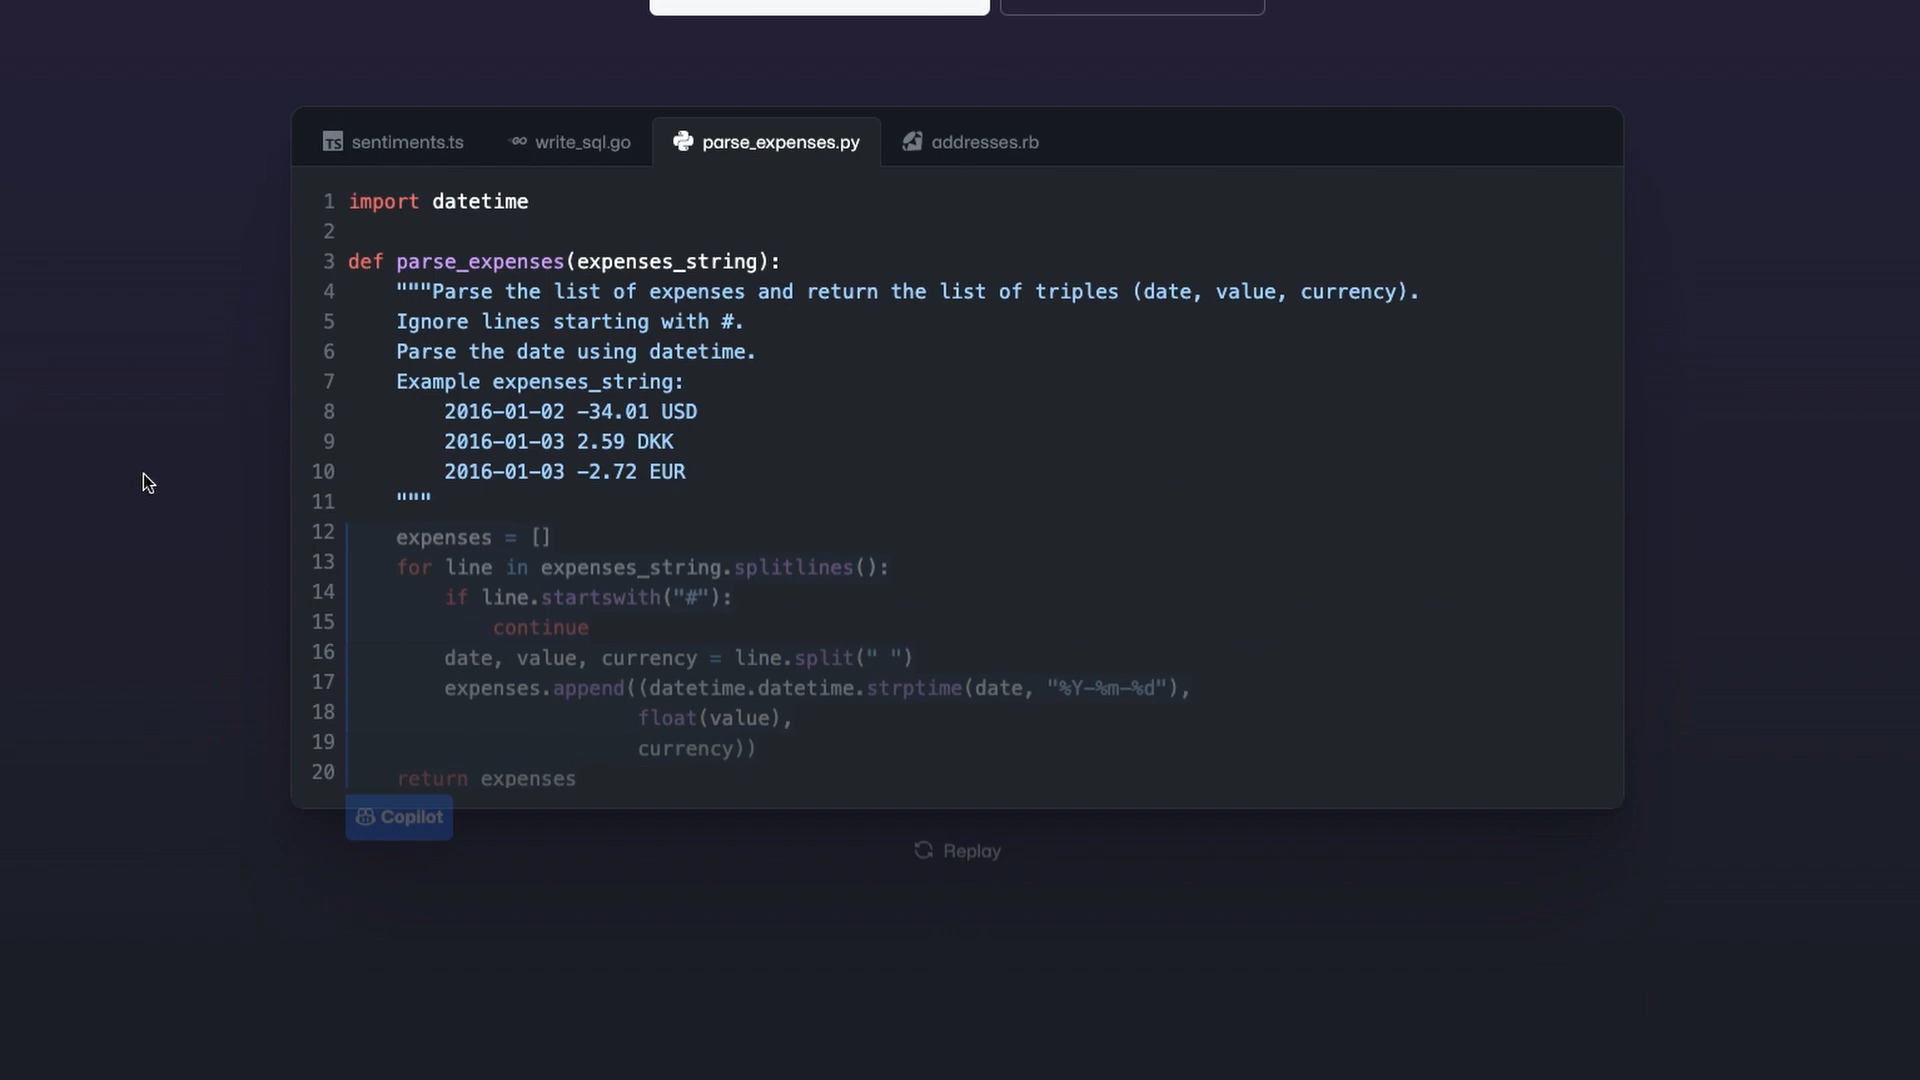 TS sentiments.ts GO write_sql.go parse_expenses.py addresses.rb
1 import datetime
2
3 def parse_expenses(expenses_string):
4 """Parse the list of expenses and return the list of triples (date, value, currency).
5 Ignore lines starting with #.
6 Parse the date using datetime.
7 Example expenses_string:
8 2016-01-02 -34.01 USD
9 2016-01-03 2.59 DKK
10 2016-01-03 -2.72 EUR
11 """
12 expenses = []
13 for line in expenses_string.splitlines():
14 if line.startswith("#"):
15 continue
16 date, value, currency = line.split(" ")
17 expenses.append((datetime.datetime.strptime(date, "%Y-%m-%d"),
18 float(value),
19 currency))
20 return expenses
Copilot
Replay